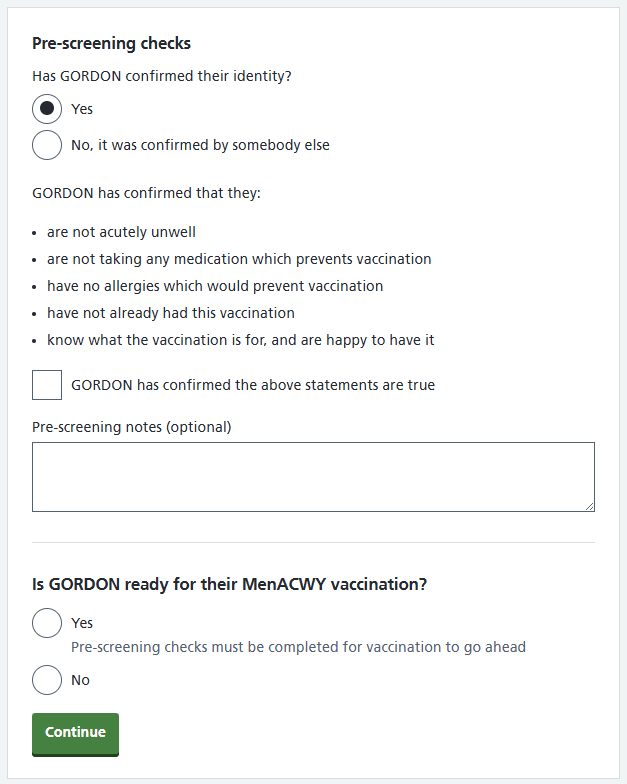 Pre-screening checks
Has GORDON confirmed their identity?
Yes
No, it was confirmed by somebody else
GORDON has confirmed that they:
• are not acutely unwell
• are not taking any medication which prevents vaccination
• have no allergies which would prevent vaccination
• have not already had this vaccination
• know what the vaccination is for, and are happy to have it
GORDON has confirmed the above statements are true
Pre-screening notes (optional)
Is GORDON ready for their MenACWY vaccination?
Yes
Pre-screening checks must be completed for vaccination to go ahead
No
Continue